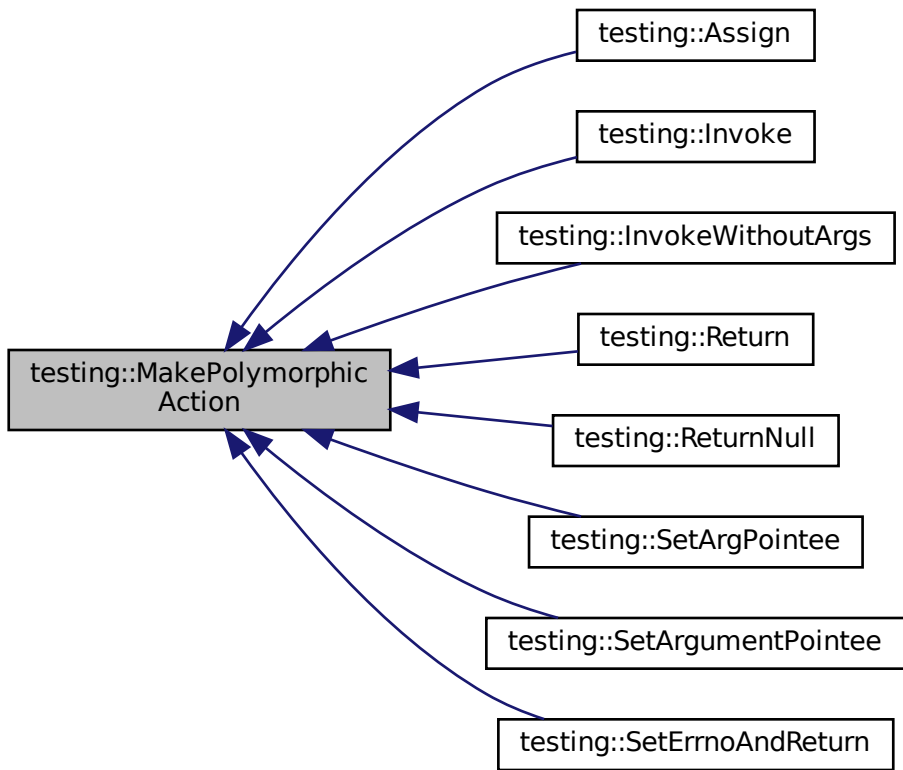 testing::Assign
testing::Invoke
testing::InvokeWithoutArgs
testing::Return
testing::MakePolymorphic
Action
testing::ReturnNull
testing::SetArgPointee
testing::SetArgumentPointee
testing::SetErrnoAndReturn